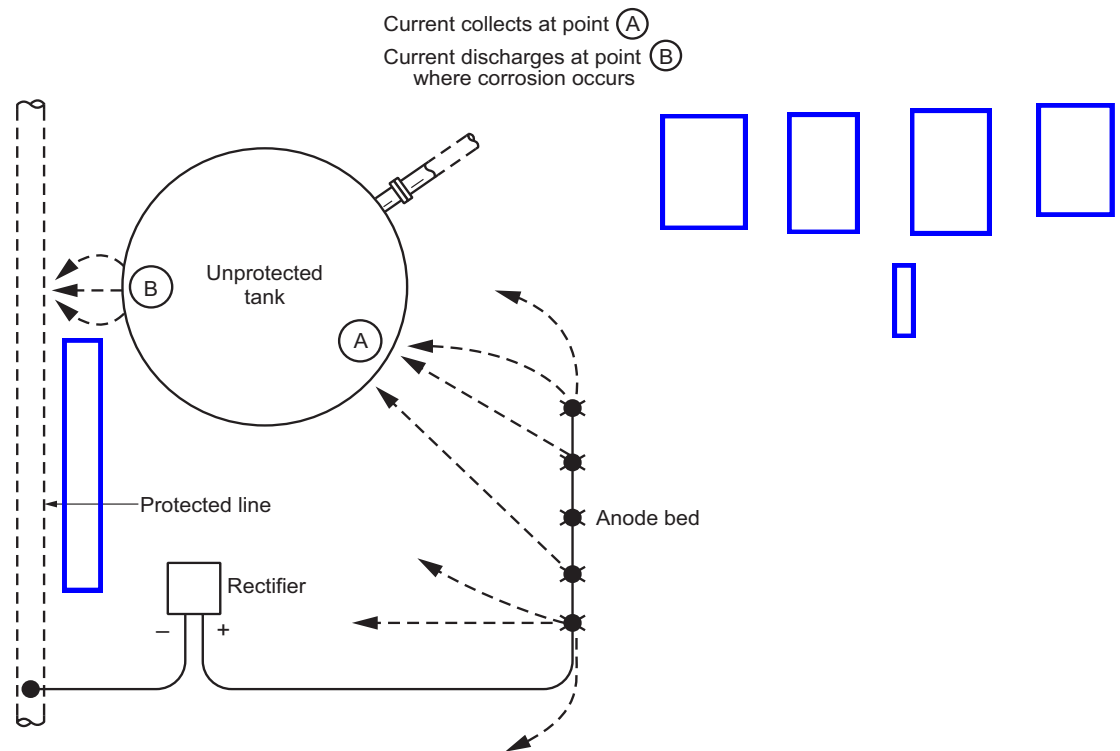 Current collects at point A
Current discharges at point B
where corrosion occurs
Unprotected
tank
B
A
Protected line
Anode bed
Rectifier
– +